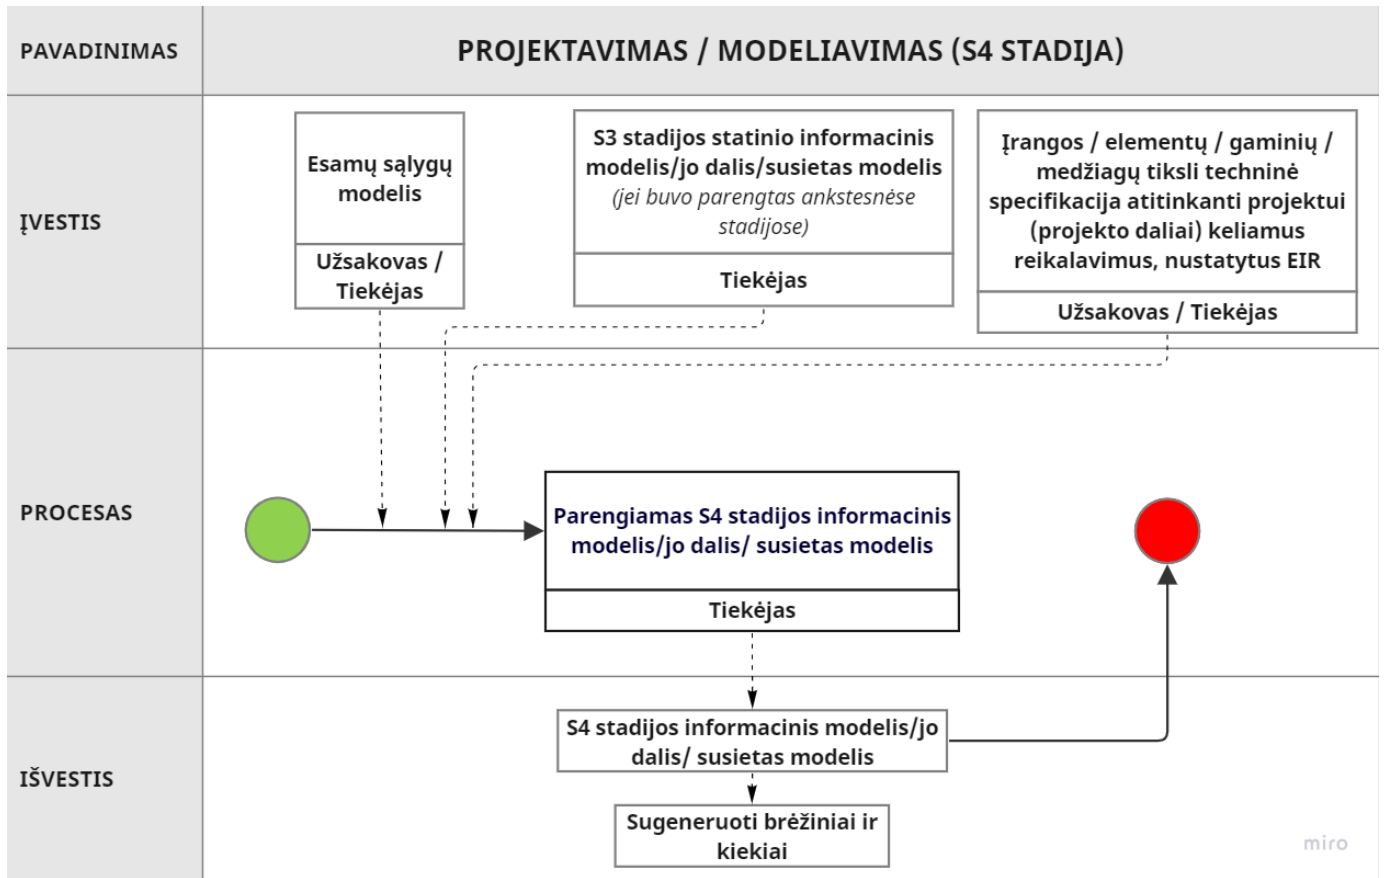 PAVADINIMAS
PROJEKTAVIMAS / MODELIAVIMAS (S4 STADIJA)
ĮVESTIS
Esamų sąlygų
modelis
Užsakovas /
Tiekėjas
S3 stadijos statinio informacinis
modelis/jo dalis/susietas modelis
(jei buvo parengtas ankstesnėse
stadijose)
Tiekėjas
Įrangos / elementų / gaminių /
medžiagų tiksli techninė
specifikacija atitinkanti projektui
(projekto daliai) keliamus
reikalavimus, nustatytus EIR
Užsakovas / Tiekėjas
PROCESAS
Parengiamas S4 stadijos informacinis
modelis/jo dalis/ susietas modelis
Tiekėjas
IŠVESTIS
S4 stadijos informacinis modelis/jo
dalis/ susietas modelis
Sugeneruoti brėžiniai ir
kiekiai
miro